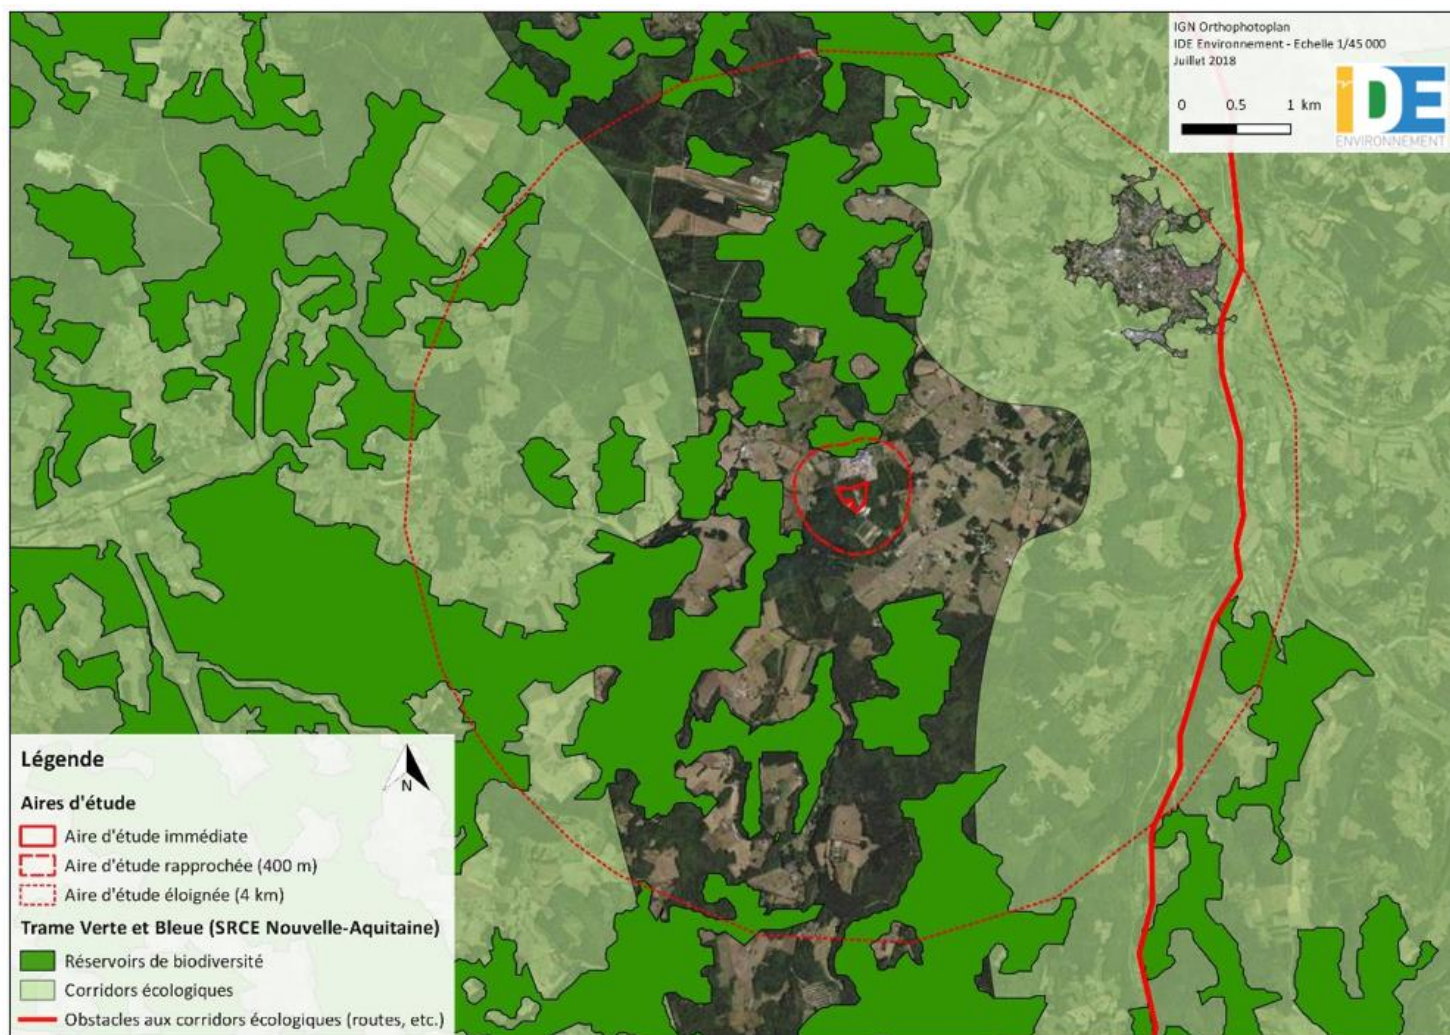 IGN Orthophotoplan
IDE Environnement - Echelle 1/45 000
Juillet 2018
0 0.5 1 km
IDE
ENVIRONNEMENT
Légende
N
Aires d'étude
Aire d'étude immédiate
Aire d'étude rapprochée (400 m)
Aire d'étude éloignée (4 km)
Trame Verte et Bleue (SRCE Nouvelle-Aquitaine)
Réservoirs de biodiversité
Corridors écologiques
Obstacles aux corridors écologiques (routes, etc.)